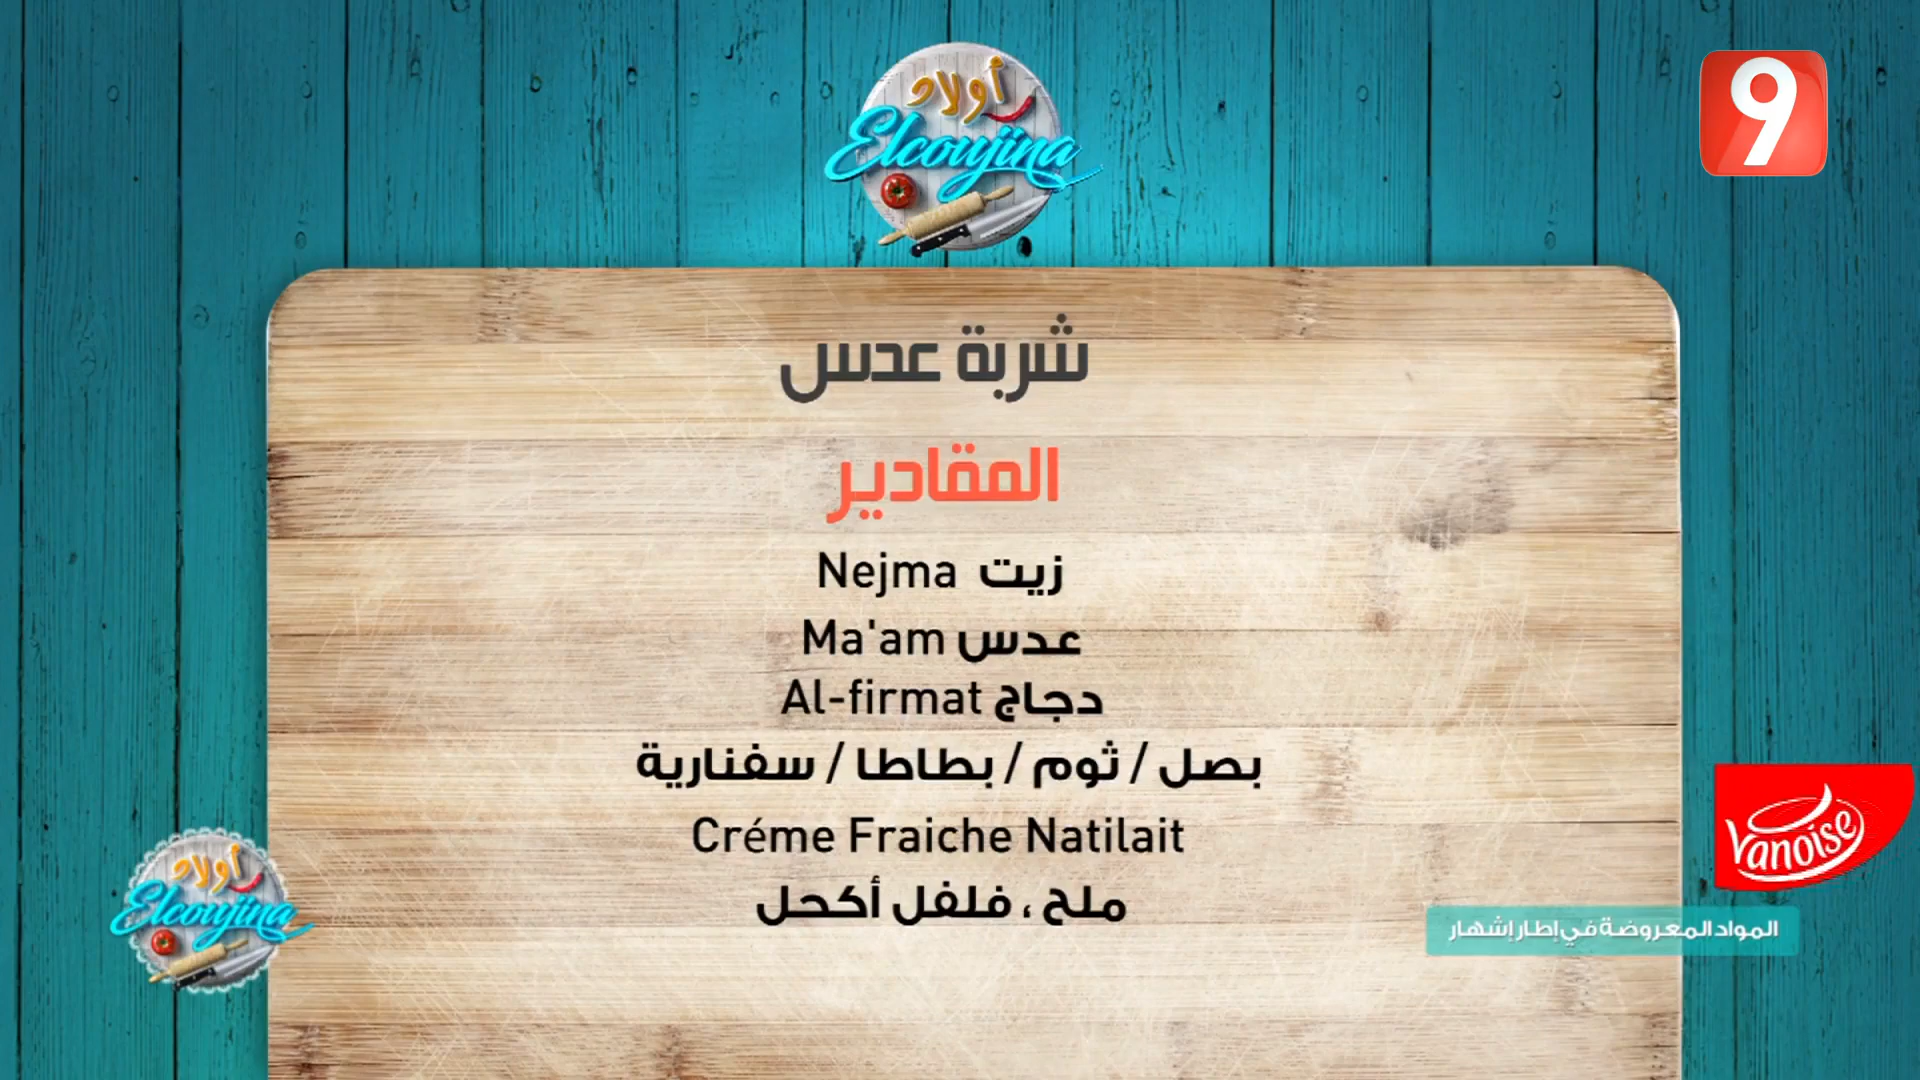 أولاد
Elcoujina
9
شربة عدس
المقادير
زيت Nejma
عدس Ma'am
دجاج Al-firmat
بصل / ثوم / بطاطا / سفنارية
Créme Fraiche Natilait
ملح ، فلفل أكحل
أولاد
Elcoujina
Vanoise
المواد المعروضة في إطار إشهار